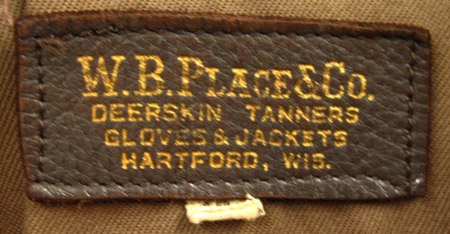 W.B. PLACE & CO.
DEERSKIN TANNERS
GLOVES & JACKETS
HARTFORD, WIS.